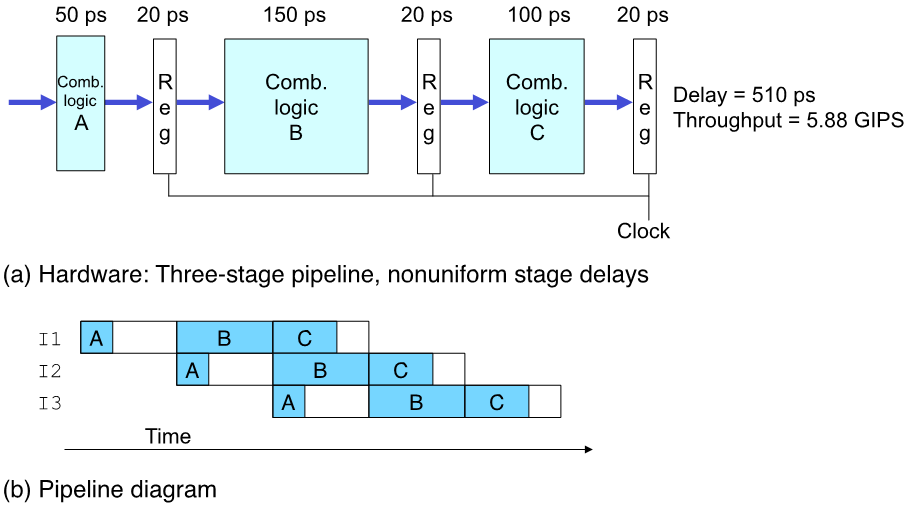 50 ps 20 ps 150 ps 20 ps 100 ps 20 ps
Comb.
logic
A
R
e
g
Comb.
logic
B
R
e
g
Comb.
logic
C
R
e
g
Delay = 510 ps
Throughput = 5.88 GIPS
Clock
(a) Hardware: Three-stage pipeline, nonuniform stage delays
I1 A B C
I2 A B C
I3 A B C
Time
(b) Pipeline diagram